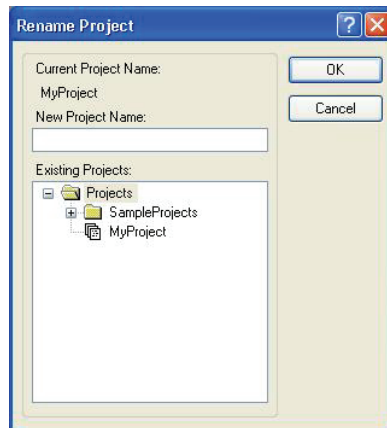 Rename Project
Current Project Name:
MyProject
New Project Name:
Existing Projects:
Projects
SampleProjects
MyProject
OK
Cancel